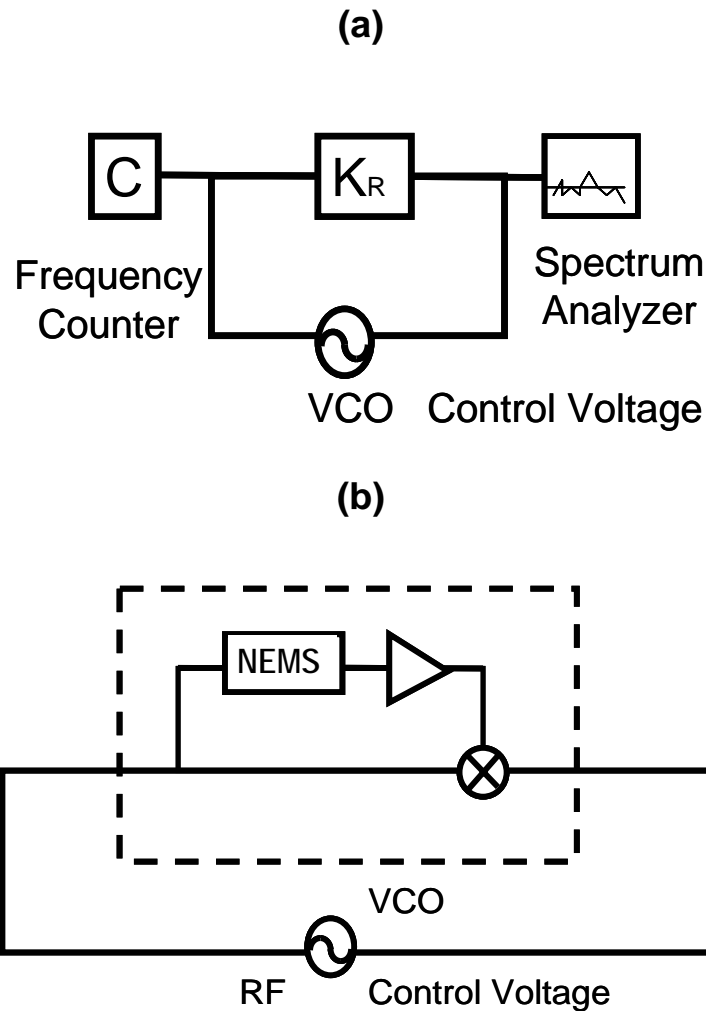 (a)
C
KR
Frequency
Counter
Spectrum
Analyzer
VCO Control Voltage
(b)
NEMS
VCO
RF Control Voltage